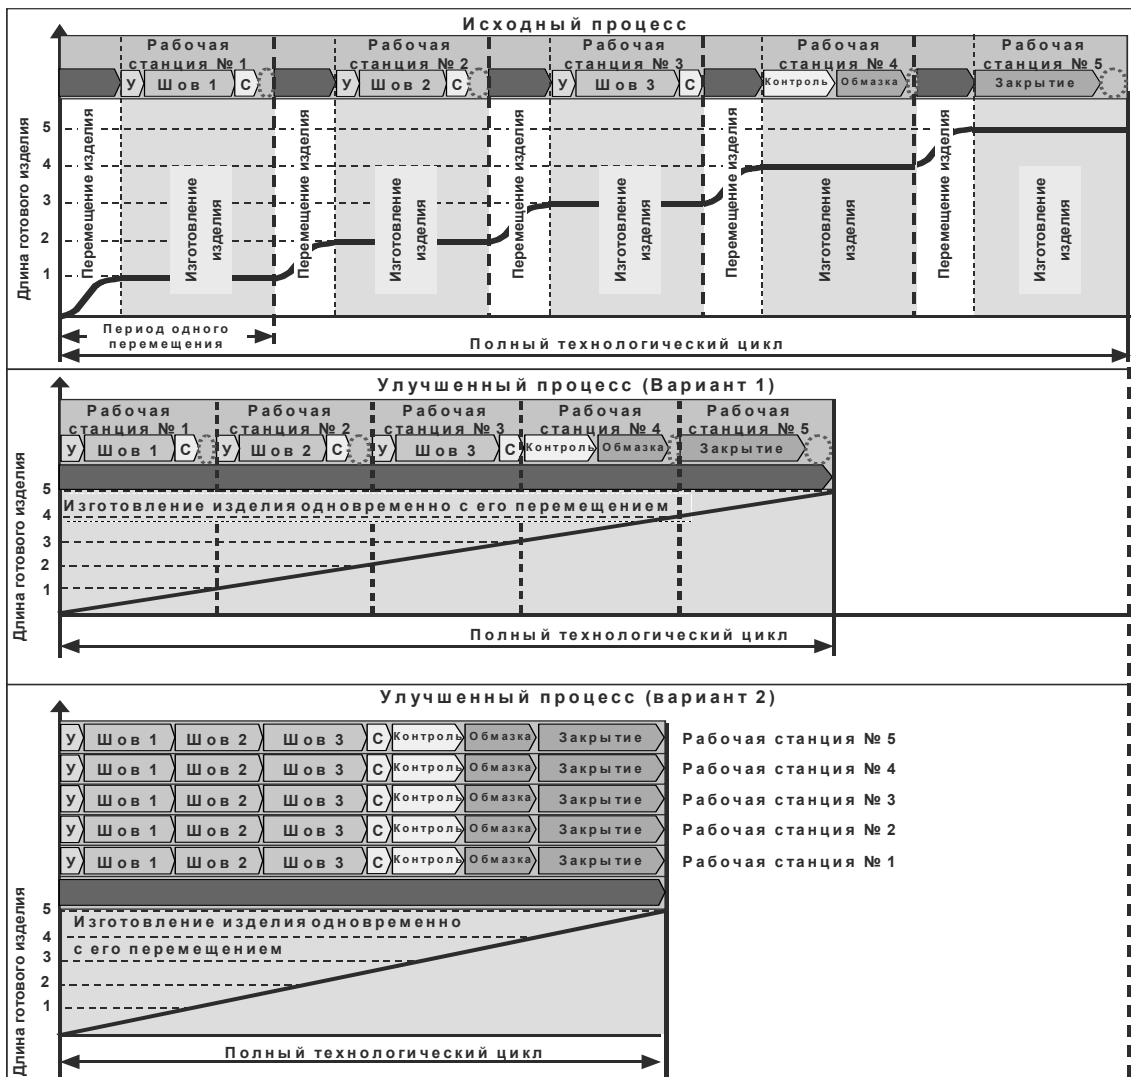 Исходный процесс
Рабочая станция № 1
Рабочая станция № 2
Рабочая станция № 3
Рабочая станция № 4
Рабочая станция № 5
У Шов 1 С
У Шов 2 С
У Шов 3 С
Контроль Обмазка
Закрытие
Длина готового изделия
5
4
3
2
1
Перемещение изделия
Изготовление изделия
Перемещение изделия
Изготовление изделия
Перемещение изделия
Изготовление изделия
Перемещение изделия
Изготовление изделия
Перемещение изделия
Изготовление изделия
Период одного перемещения
Полный технологический цикл
Улучшенный процесс (Вариант 1)
Рабочая станция № 1
Рабочая станция № 2
Рабочая станция № 3
Рабочая станция № 4
Рабочая станция № 5
У Шов 1 С
У Шов 2 С
У Шов 3 С
Контроль Обмазка
Закрытие
Длина готового изделия
5
Изготовление изделия одновременно с его перемещением
4
3
2
1
Полный технологический цикл
Улучшенный процесс (вариант 2)
У Шов 1 Шов 2 Шов 3 С Контроль Обмазка Закрытие Рабочая станция № 5
У Шов 1 Шов 2 Шов 3 С Контроль Обмазка Закрытие Рабочая станция № 4
У Шов 1 Шов 2 Шов 3 С Контроль Обмазка Закрытие Рабочая станция № 3
У Шов 1 Шов 2 Шов 3 С Контроль Обмазка Закрытие Рабочая станция № 2
У Шов 1 Шов 2 Шов 3 С Контроль Обмазка Закрытие Рабочая станция № 1
Длина готового изделия
5
Изготовление изделия одновременно
4
с его перемещением
3
2
1
Полный технологический цикл